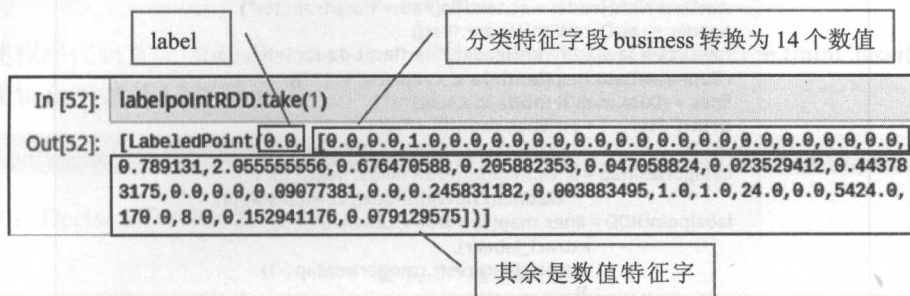 label
分类特征字段 business 转换为 14 个数值
In [52]: labelpointRDD.take(1)
Out[52]: [LabeledPoint(0.0, [0.0,0.0,1.0,0.0,0.0,0.0,0.0,0.0,0.0,0.0,0.0,0.0,0.0,0.0,
0.789131,2.055555556,0.676470588,0.205882353,0.047058824,0.023529412,0.44378
3175,0.0,0.0,0.09077381,0.0,0.245831182,0.003883495,1.0,1.0,24.0,0.0,5424.0,
170.0,8.0,0.152941176,0.079129575])]
其余是数值特征字